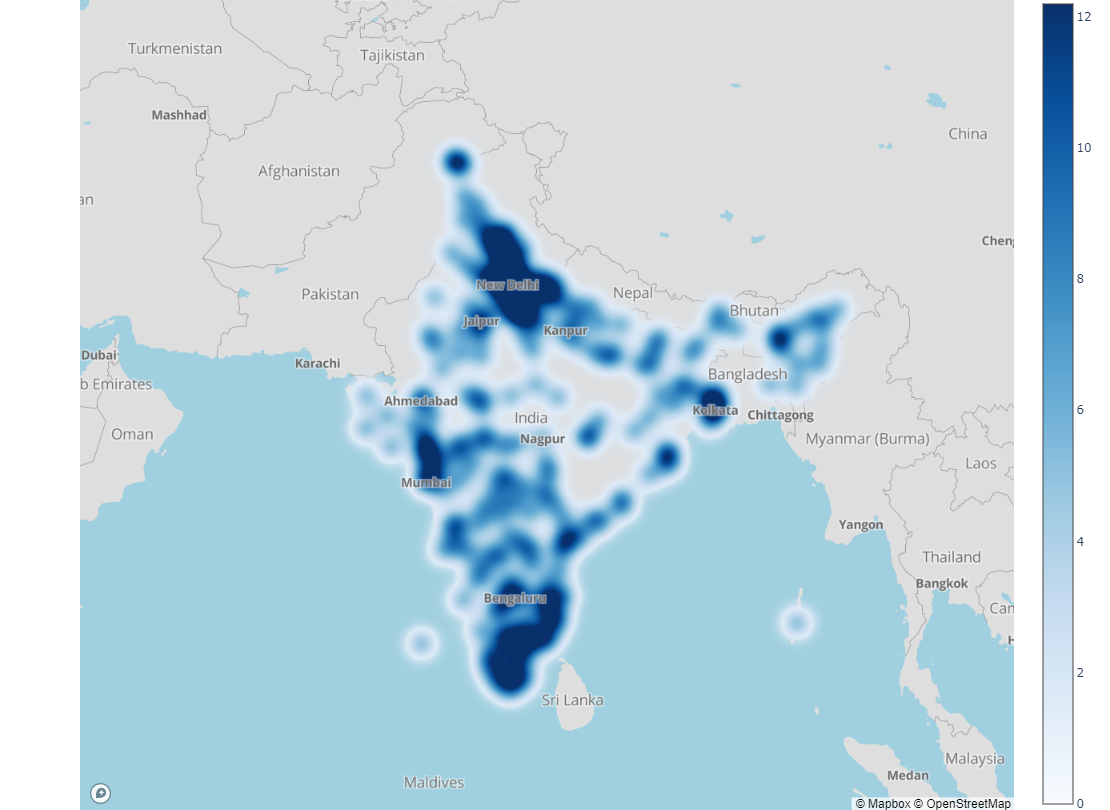 12
Turkmenistan
Tajikistan
Mashhad
China
10
Afghanistan
an
Cheng
8
New Delhi
Pakistan
Nepal
Bhutan
Jaipur
Kanpur
Dubai
Karachi
Bangladesh
b Emirates
6
Ahmedabad
Kolkata
Chittagong
India
Oman
Nagpur
Myanmar (Burma)
Laos
Mumbai
Yangon
4
Thailand
Bangkok
Bengaluru
Can
H
2
Sri Lanka
Malaysia
Maldives
Medan
0
© Mapbox © OpenStreetMap